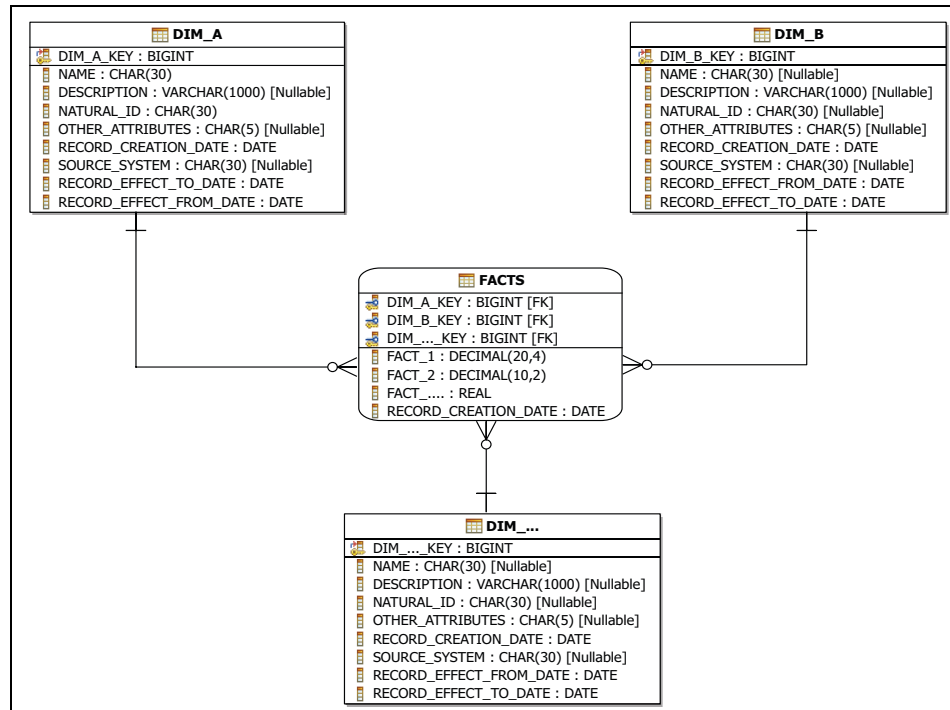 DIM_A
DIM_A_KEY : BIGINT
NAME : CHAR(30)
DESCRIPTION : VARCHAR(1000) [Nullable]
NATURAL_ID : CHAR(30)
OTHER_ATTRIBUTES : CHAR(5) [Nullable]
RECORD_CREATION_DATE : DATE
SOURCE_SYSTEM : CHAR(30) [Nullable]
RECORD_EFFECT_TO_DATE : DATE
RECORD_EFFECT_FROM_DATE : DATE
DIM_B
DIM_B_KEY : BIGINT
NAME : CHAR(30) [Nullable]
DESCRIPTION : VARCHAR(1000) [Nullable]
NATURAL_ID : CHAR(30) [Nullable]
OTHER_ATTRIBUTES : CHAR(5) [Nullable]
RECORD_CREATION_DATE : DATE
SOURCE_SYSTEM : CHAR(30) [Nullable]
RECORD_EFFECT_FROM_DATE : DATE
RECORD_EFFECT_TO_DATE : DATE
FACTS
DIM_A_KEY : BIGINT [FK]
DIM_B_KEY : BIGINT [FK]
DIM_..._KEY : BIGINT [FK]
FACT_1 : DECIMAL(20,4)
FACT_2 : DECIMAL(10,2)
FACT_.... : REAL
RECORD_CREATION_DATE : DATE
DIM_...
DIM_..._KEY : BIGINT
NAME : CHAR(30) [Nullable]
DESCRIPTION : VARCHAR(1000) [Nullable]
NATURAL_ID : CHAR(30) [Nullable]
OTHER_ATTRIBUTES : CHAR(5) [Nullable]
RECORD_CREATION_DATE : DATE
SOURCE_SYSTEM : CHAR(30) [Nullable]
RECORD_EFFECT_FROM_DATE : DATE
RECORD_EFFECT_TO_DATE : DATE